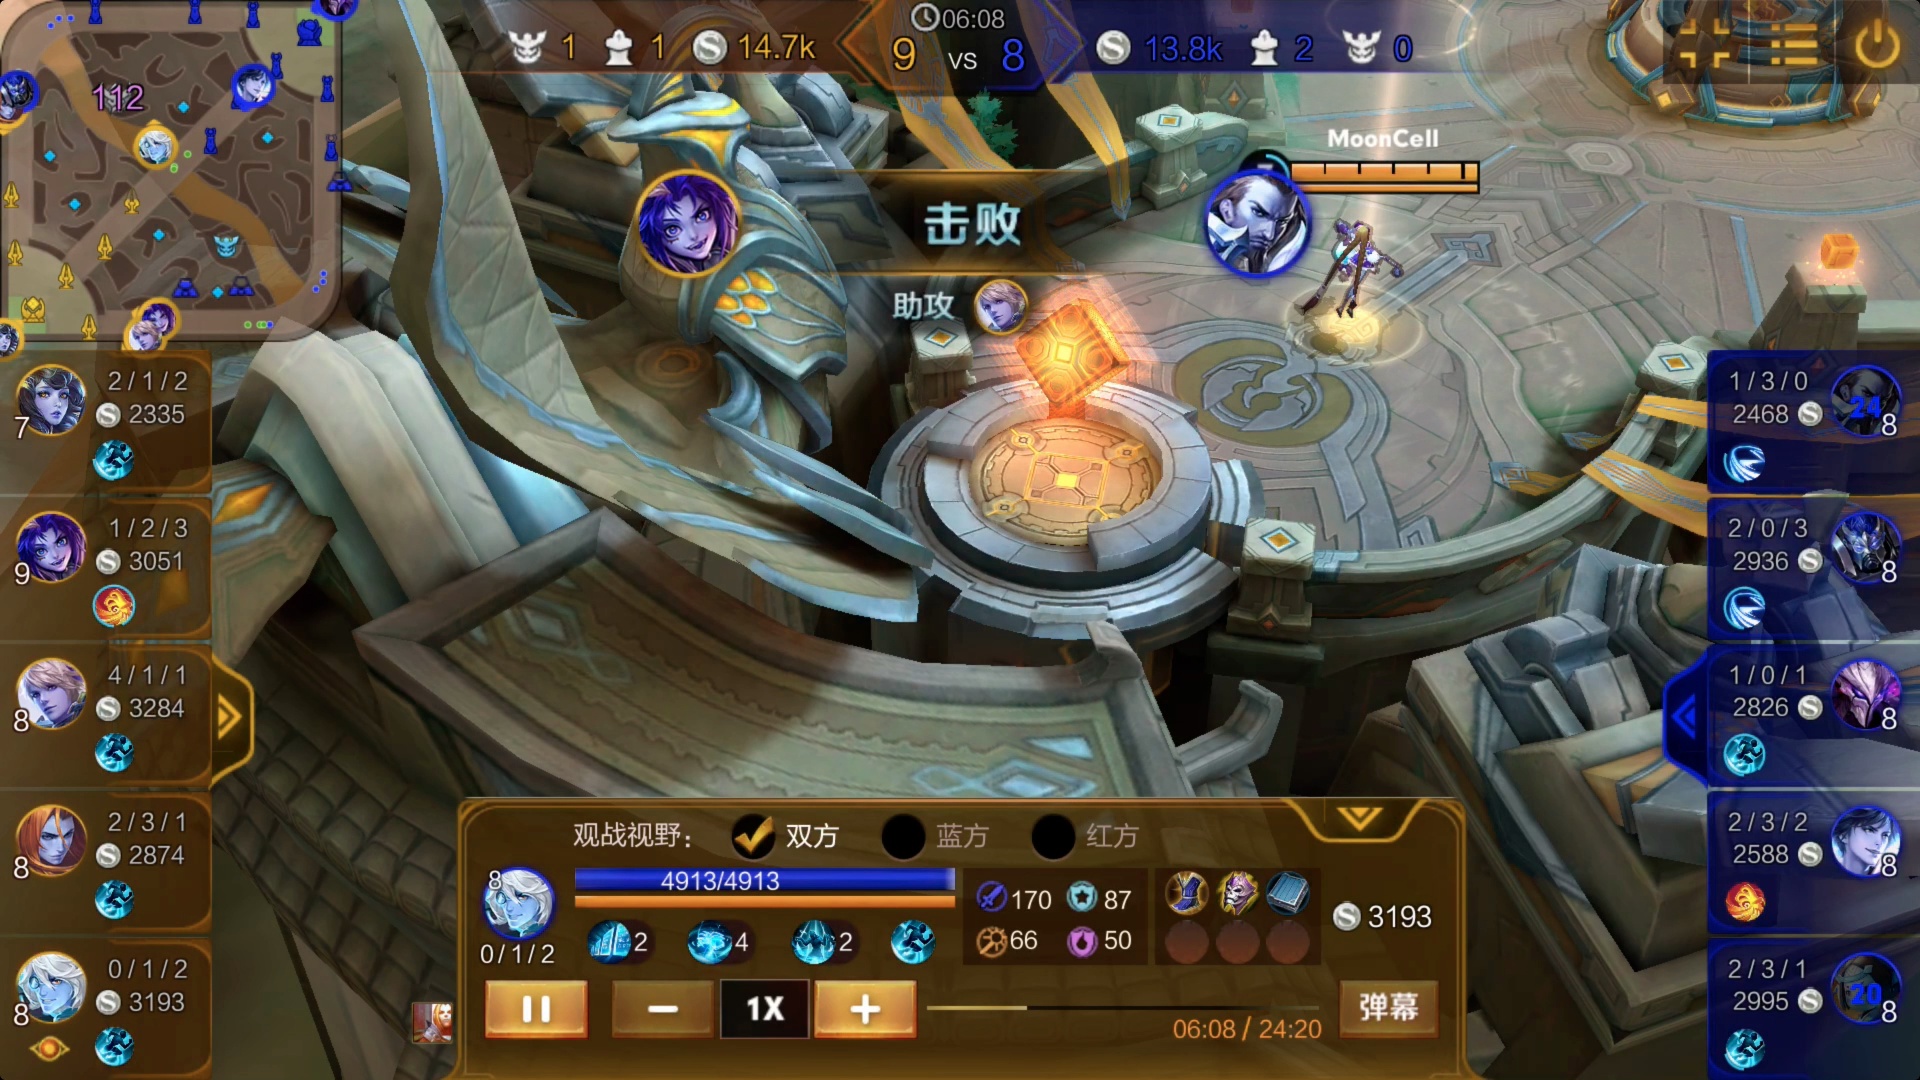 06:08
1 1 14.7k 9 VS 8 13.8k 2 0
112
MoonCell
击败
助攻
2/1/2
7 2335
1/2/3
9 3051
4/1/1
8 3284
2/3/1
8 2874
0/1/2
8 3193
1/3/0
2468 24 8
2/0/3
2936 8
1/0/1
2826 8
2/3/2
2588 8
2/3/1
2995 20 8
观战视野: 双方 蓝方 红方
8 4913/4913
170 87
2 4 2 66 50
3193
0/1/2
1X
06:08 / 24:20
弹幕